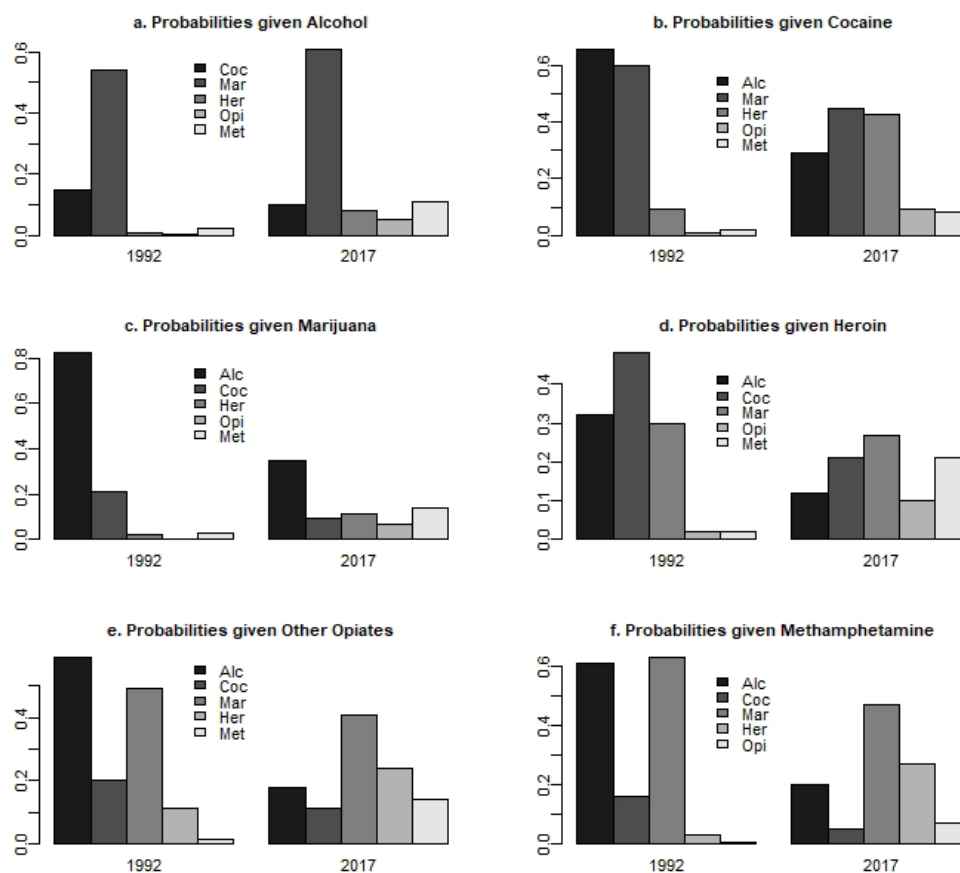 a. Probabilities given Alcohol
0.0 0.2 0.4 0.6
Coc
Mar
Her
Opi
Met
1992 2017
b. Probabilities given Cocaine
0.0 0.2 0.4 0.6
Alc
Mar
Her
Opi
Met
1992 2017
c. Probabilities given Marijuana
0.0 0.2 0.4 0.6 0.8
Alc
Coc
Her
Opi
Met
1992 2017
d. Probabilities given Heroin
0.0 0.1 0.2 0.3 0.4
Alc
Coc
Mar
Opi
Met
1992 2017
e. Probabilities given Other Opiates
0.0 0.2 0.4
Alc
Coc
Mar
Her
Met
1992 2017
f. Probabilities given Methamphetamine
0.0 0.2 0.4 0.6
Alc
Coc
Mar
Her
Opi
1992 2017